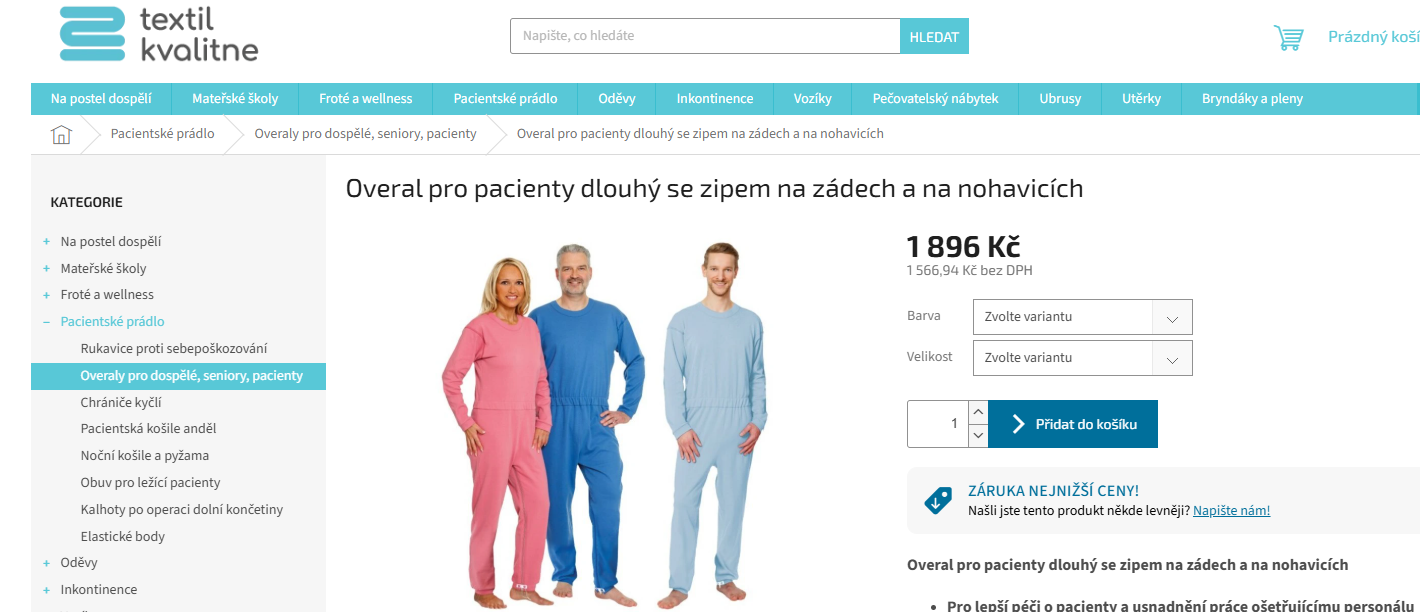 textil
kvalitne
Napište, co hledáte
HLEDAT
Prázdný koší
Na postel dospělí
Mateřské školy
Froté a wellness
Pacientské prádlo
Oděvy
Inkontinence
Vozíky
Pečovatelský nábytek
Ubrusy
Utěrky
Bryndáky a pleny
Pacientské prádlo
Overaly pro dospělé, seniory, pacienty
Overal pro pacienty dlouhý se zipem na zádech a na nohavicích
KATEGORIE
+ Na postel dospělí
+ Mateřské školy
+ Froté a wellness
– Pacientské prádlo
Rukavice proti sebepoškozování
Overaly pro dospělé, seniory, pacienty
Chrániče kyčlí
Pacientská košile anděl
Noční košile a pyžama
Obuv pro ležící pacienty
Kalhoty po operaci dolní končetiny
Elastické body
+ Oděvy
+ Inkontinence
Overal pro pacienty dlouhý se zipem na zádech a na nohavicích
1 896 Kč
1 566,94 Kč bez DPH
Barva
Zvolte variantu
Velikost
Zvolte variantu
1
Přidat do košíku
ZÁRUKA NEJNIŽŠÍ CENY!
Našli jste tento produkt někde levněji? Napište nám!
Overal pro pacienty dlouhý se zipem na zádech a na nohavicích
• Pro lepší péči o pacienty a usnadnění práce ošetřujícímu personálu